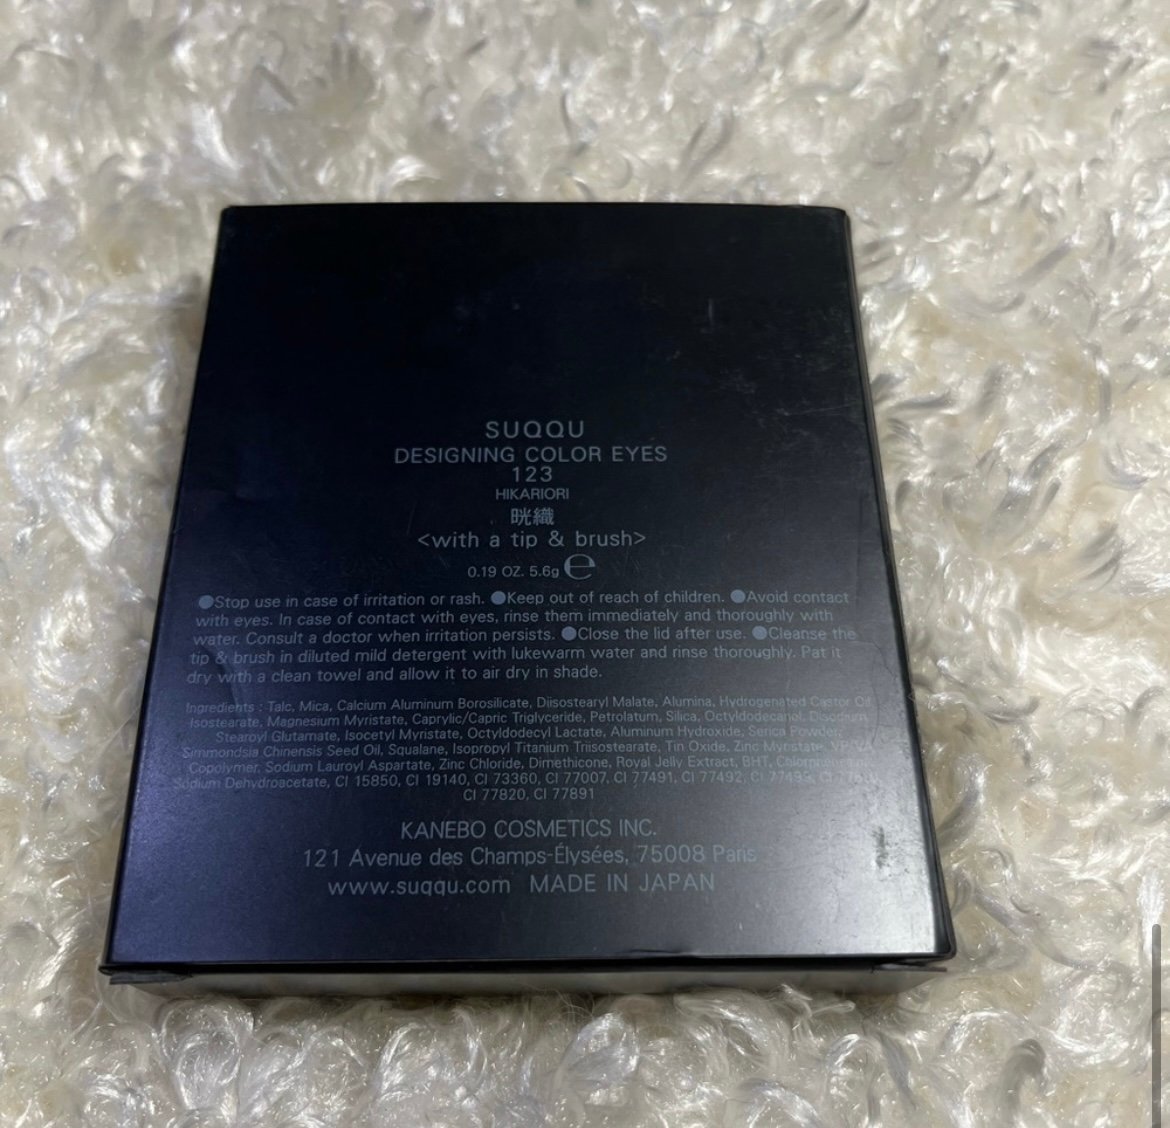 SUQQU
DESIGNING COLOR EYES
123
HIKARIORI
晄織
<with a tip & brush>
0.19 OZ. 5.6g ℮
●Stop use in case of irritation or rash. ●Keep out of reach of children. ●Avoid contact
with eyes. In case of contact with eyes, rinse them immediately and thoroughly with
water. Consult a doctor when irritation persists. ●Close the lid after use. ●Cleanse the
tip & brush in diluted mild detergent with lukewarm water and rinse thoroughly. Pat it
dry with a clean towel and allow it to air dry in shade.
Ingredients : Talc, Mica, Calcium Aluminum Borosilicate, Diisostearyl Malate, Alumina, Hydrogenated Castor Oil
Isostearate, Magnesium Myristate, Caprylic/Capric Triglyceride, Petrolatum, Silica, Octyldodecanol, Disodium
Stearoyl Glutamate, Isocetyl Myristate, Octyldodecyl Lactate, Aluminum Hydroxide, Serica Powder,
Simmondsia Chinensis Seed Oil, Squalane, Isopropyl Titanium Triisostearate, Tin Oxide, Zinc Myristate,
Copolymer, Sodium Lauroyl Aspartate, Zinc Chloride, Dimethicone, Royal Jelly Extract, BHT,
Sodium Dehydroacetate, CI 15850, CI 19140, CI 73360, CI 77007, CI 77491, CI 77492, CI 77499, CI
CI 77820, CI 77891
KANEBO COSMETICS INC.
121 Avenue des Champs-Élysées, 75008 Paris
www.suqqu.com MADE IN JAPAN